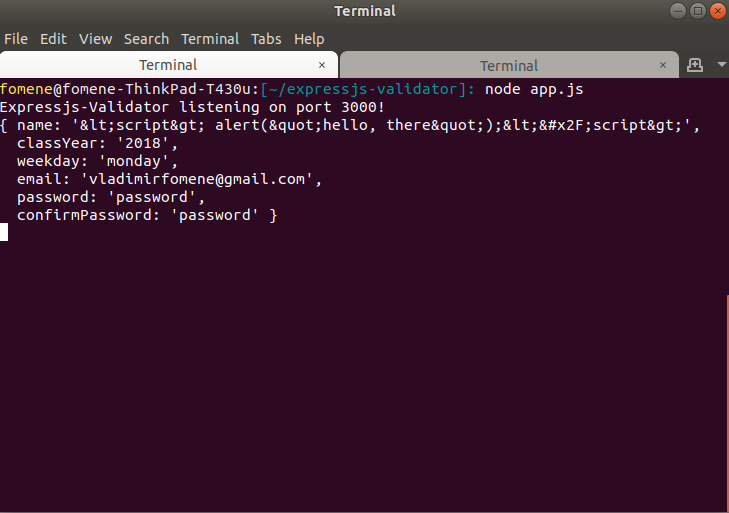 Terminal
File Edit View Search Terminal Tabs Help
Terminal × Terminal ×
fomene@fomene-ThinkPad-T430u:[~/expressjs-validator]: node app.js
Expressjs-Validator listening on port 3000!
{ name: '&lt;script&gt; alert(&quot;hello, there&quot;);&lt;&#x2F;script&gt;',
  classYear: '2018',
  weekday: 'monday',
  email: 'vladimirfomene@gmail.com',
  password: 'password',
  confirmPassword: 'password' }